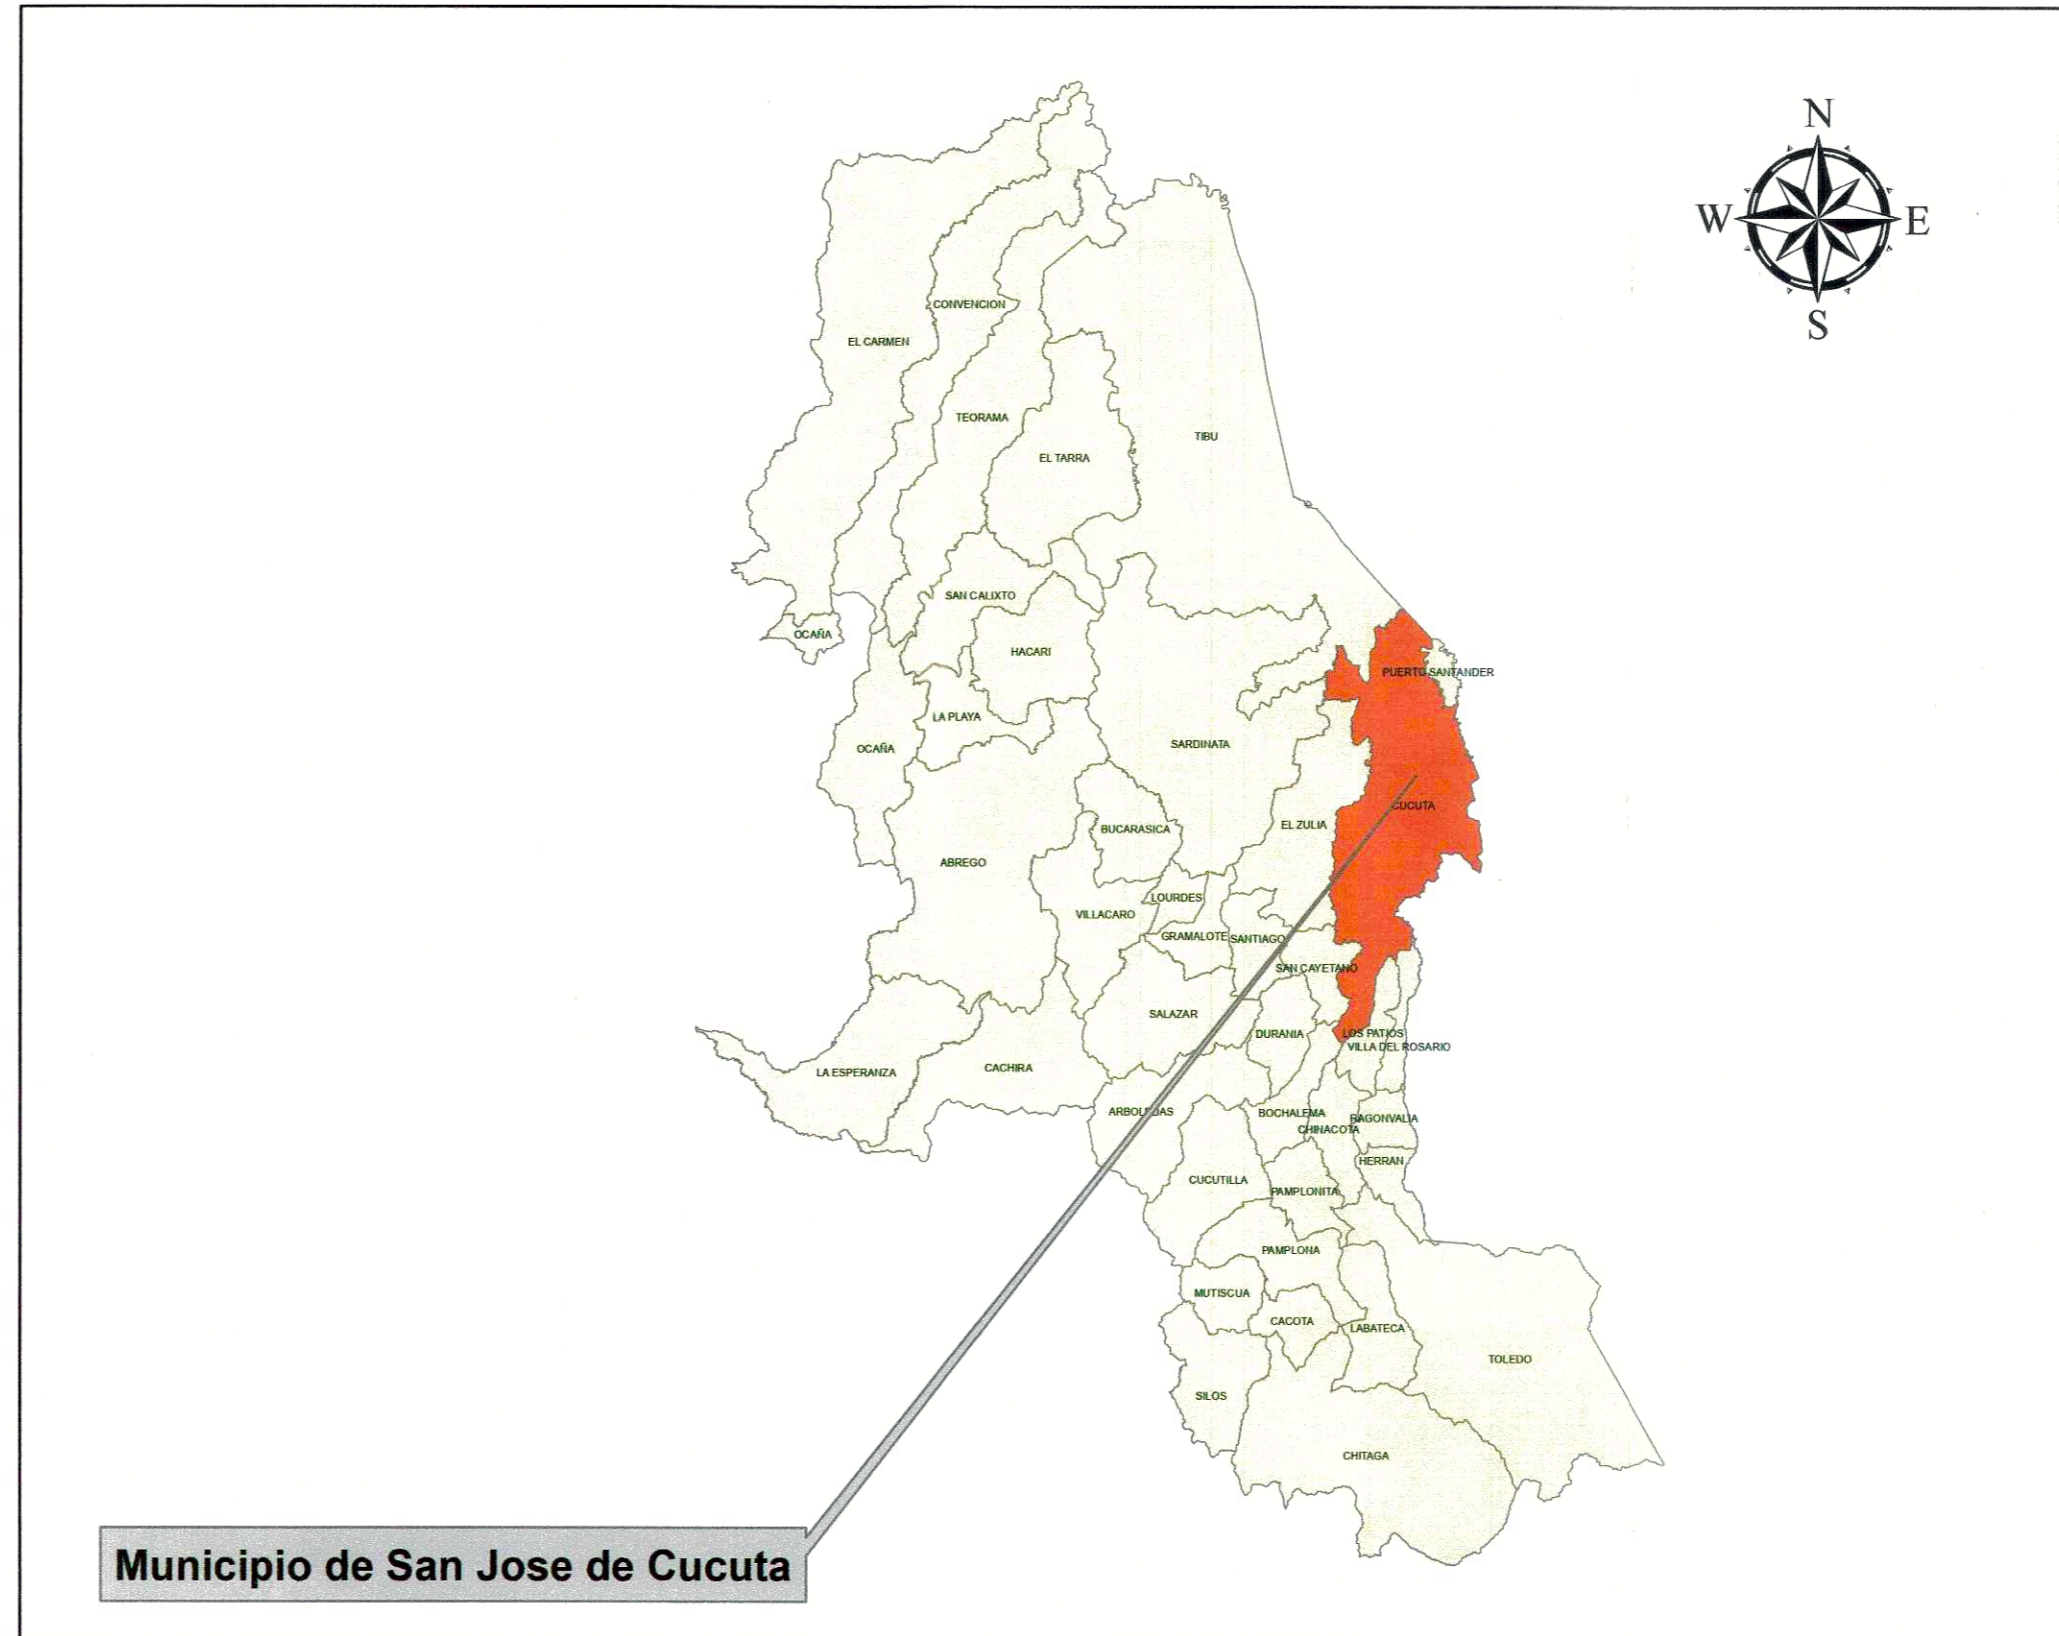 N
W
E
S
CONVENCION
EL CARMEN
TEORAMA
TIBU
EL TARRA
SAN CALIXTO
OCAÑA
HACARI
PUERTO SANTANDER
LA PLAYA
OCAÑA
SARDINATA
CUCUTA
EL ZULIA
BUCARASICA
ABREGO
LOURDES
VILLACARO
GRAMALOTE
SANTIAGO
SAN CAYETANO
SALAZAR
DURANIA
LOS PATIOS
VILLA DEL ROSARIO
CACHIRA
LA ESPERANZA
ARBOLEDAS
BOCHALEMA
RAGONVALIA
CHINACOTA
HERRAN
CUCUTILLA
PAMPLONITA
PAMPLONA
MUTISCUA
CACOTA
LABATECA
TOLEDO
SILOS
CHITAGA
Municipio de San Jose de Cucuta